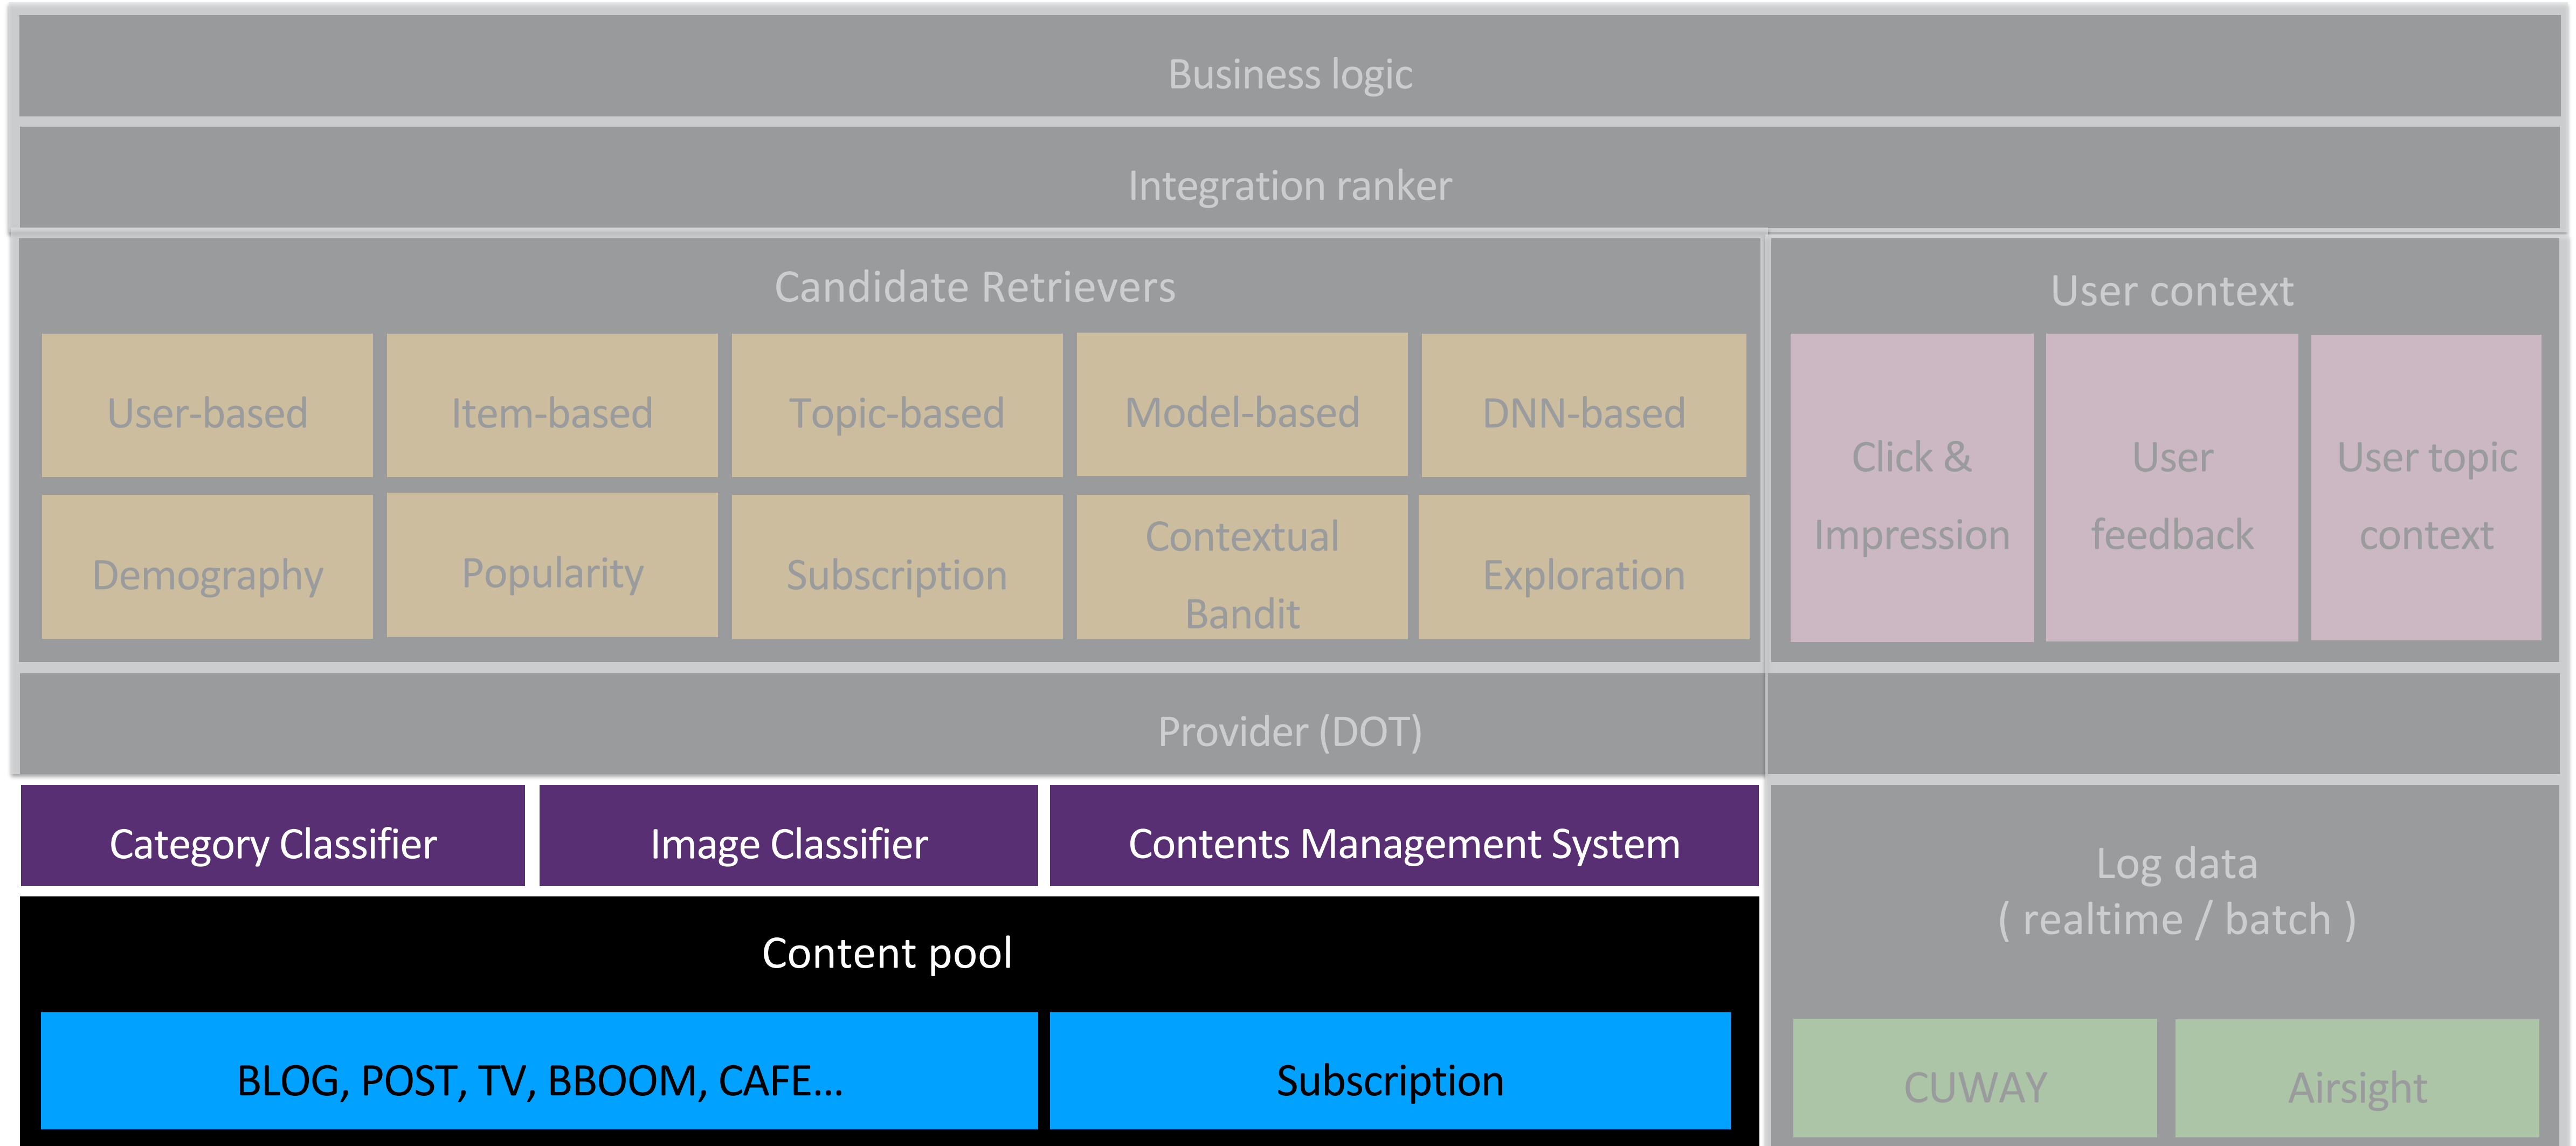 Business logic
Integration ranker
Candidate Retrievers
User-based
Item-based
Topic-based
Model-based
DNN-based
Demography
Popularity
Subscription
Contextual
Bandit
Exploration
User context
Click &
Impression
User
feedback
User topic
context
Provider (DOT)
Category Classifier
Image Classifier
Contents Management System
Content pool
BLOG, POST, TV, BBOOM, CAFE...
Subscription
Log data
( realtime / batch )
CUWAY
Airsight